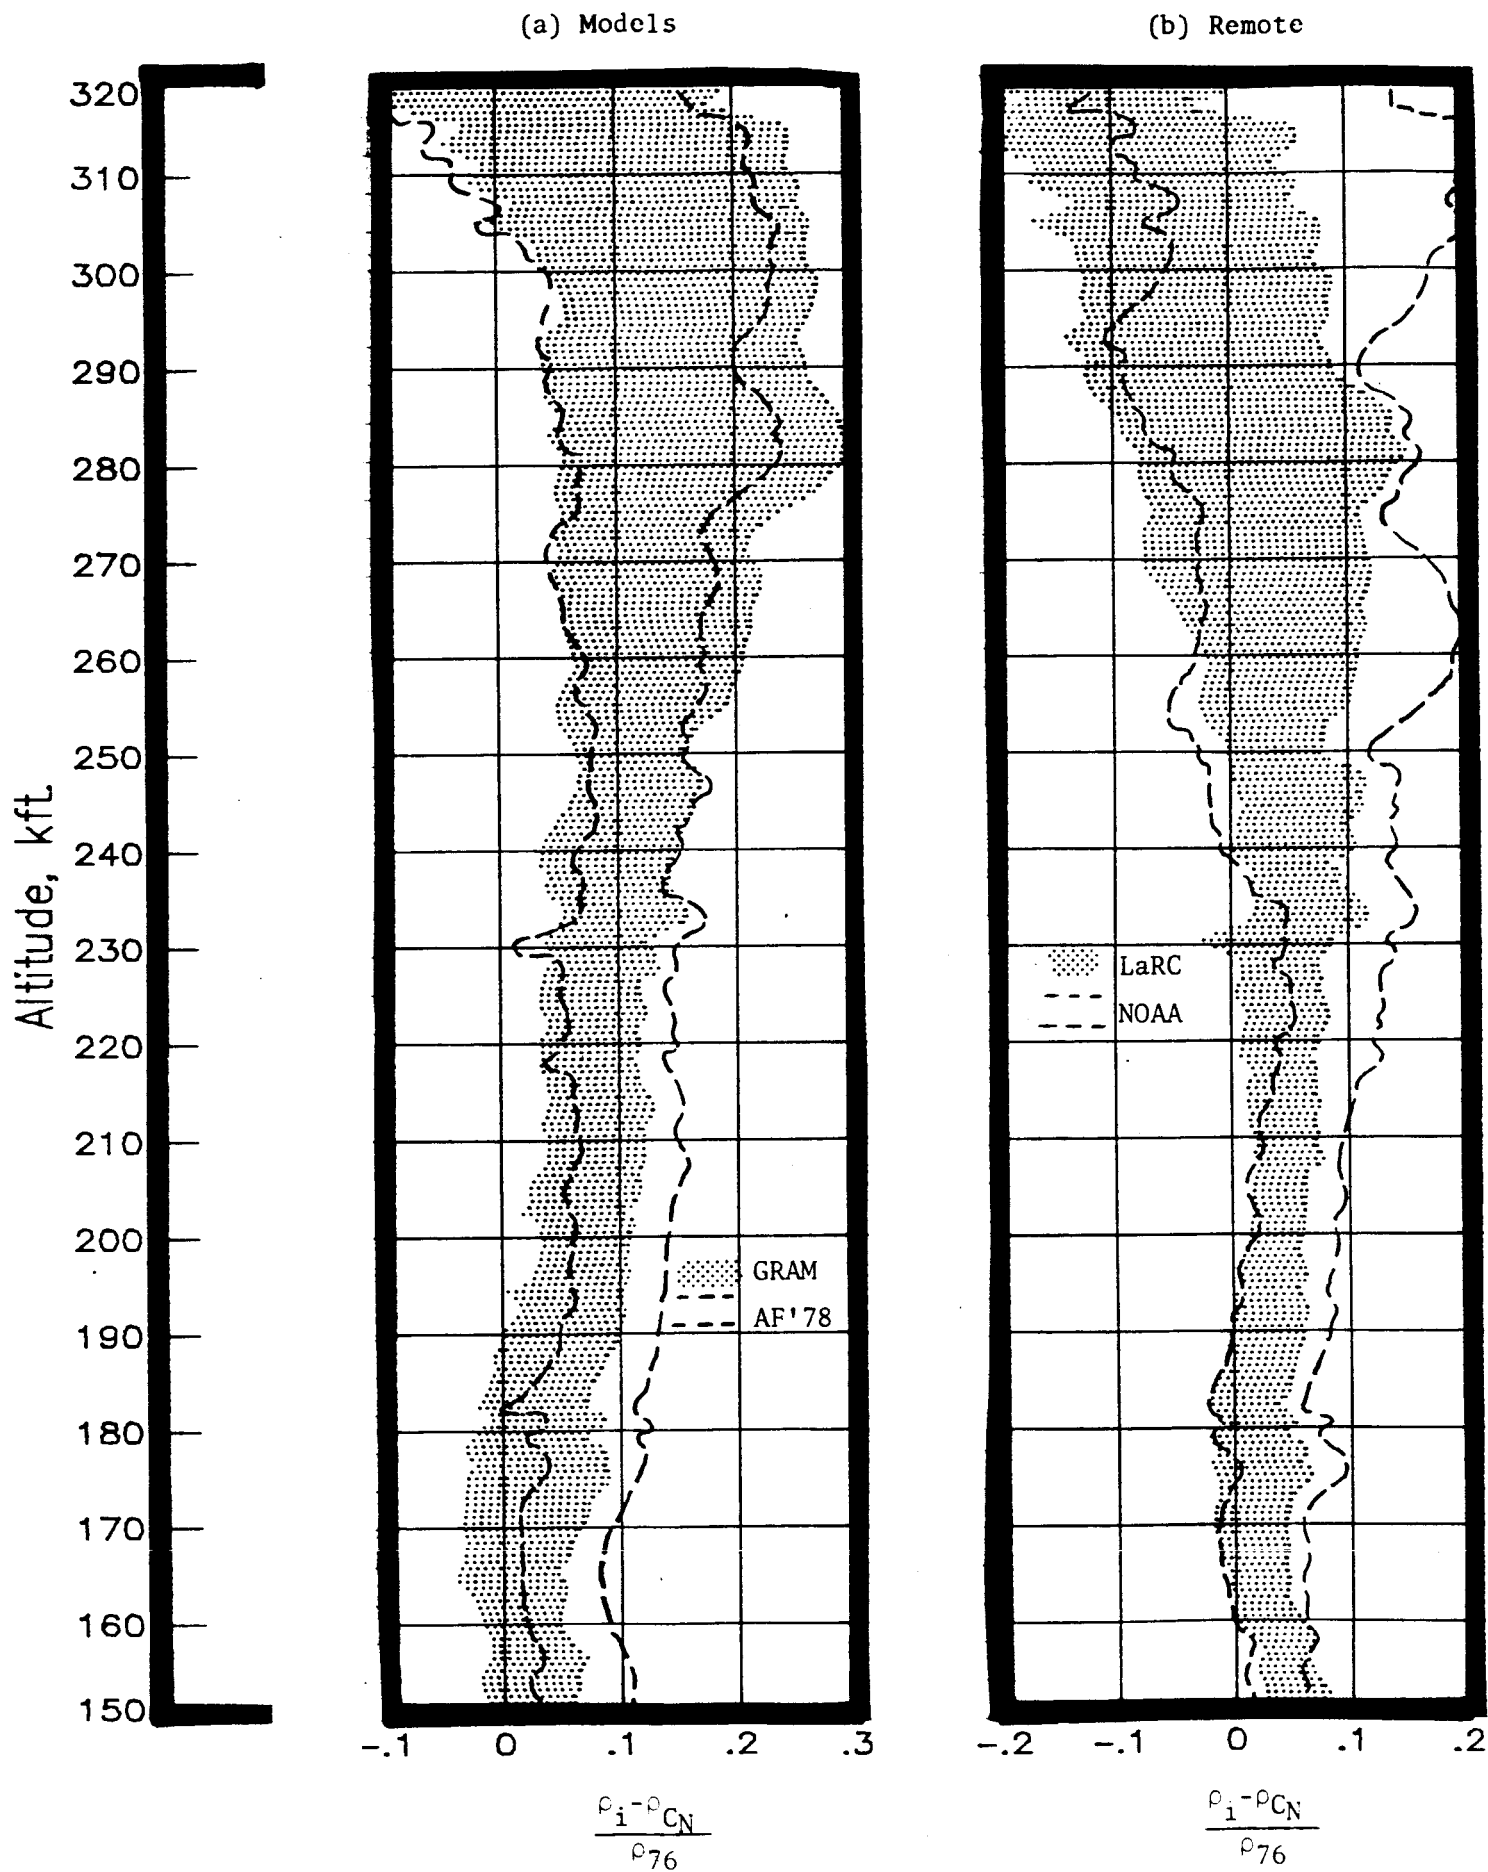 (a) Models
(b) Remote
320
310
300
290
280
270
260
250
240
230
220
210
200
190
180
170
160
150
Altitude, kft
GRAM
AF'78
LaRC
NOAA
-.1 0 .1 .2 .3
-.2 -.1 0 .1 .2
ρi-ρCN
ρ76
ρi-ρCN
ρ76